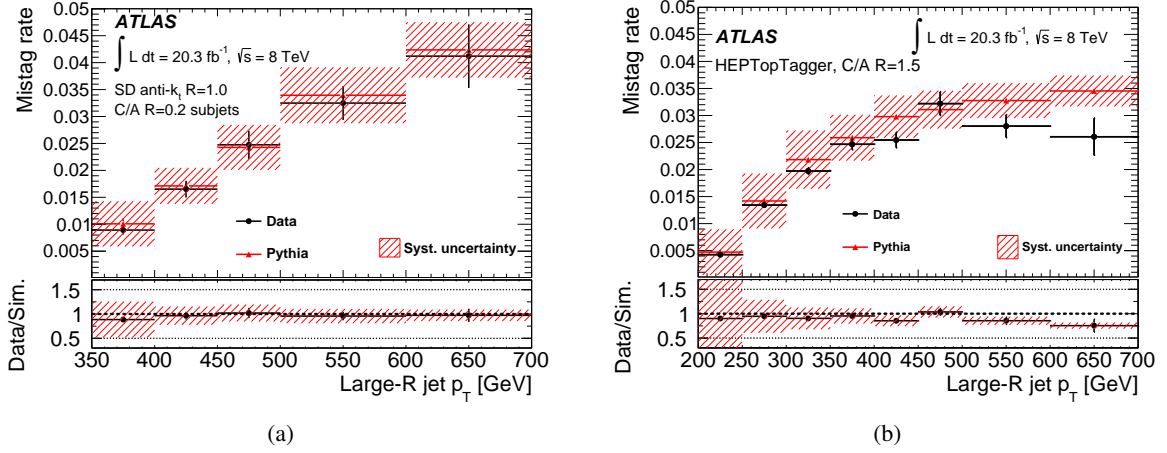 ATLAS
∫ L dt = 20.3 fb⁻¹, √s = 8 TeV
SD anti-kₜ R=1.0
C/A R=0.2 subjets
Mistag rate
0.05
0.045
0.04
0.035
0.03
0.025
0.02
0.015
0.01
0.005
Data
Pythia
Syst. uncertainty
Data/Sim.
1.5
1
0.5
350 400 450 500 550 600 650 700
Large-R jet p_T [GeV]
(a)
ATLAS
∫ L dt = 20.3 fb⁻¹, √s = 8 TeV
HEPTopTagger, C/A R=1.5
Mistag rate
0.05
0.045
0.04
0.035
0.03
0.025
0.02
0.015
0.01
0.005
Data
Pythia
Syst. uncertainty
Data/Sim.
1.5
1
0.5
200 250 300 350 400 450 500 550 600 650 700
Large-R jet p_T [GeV]
(b)